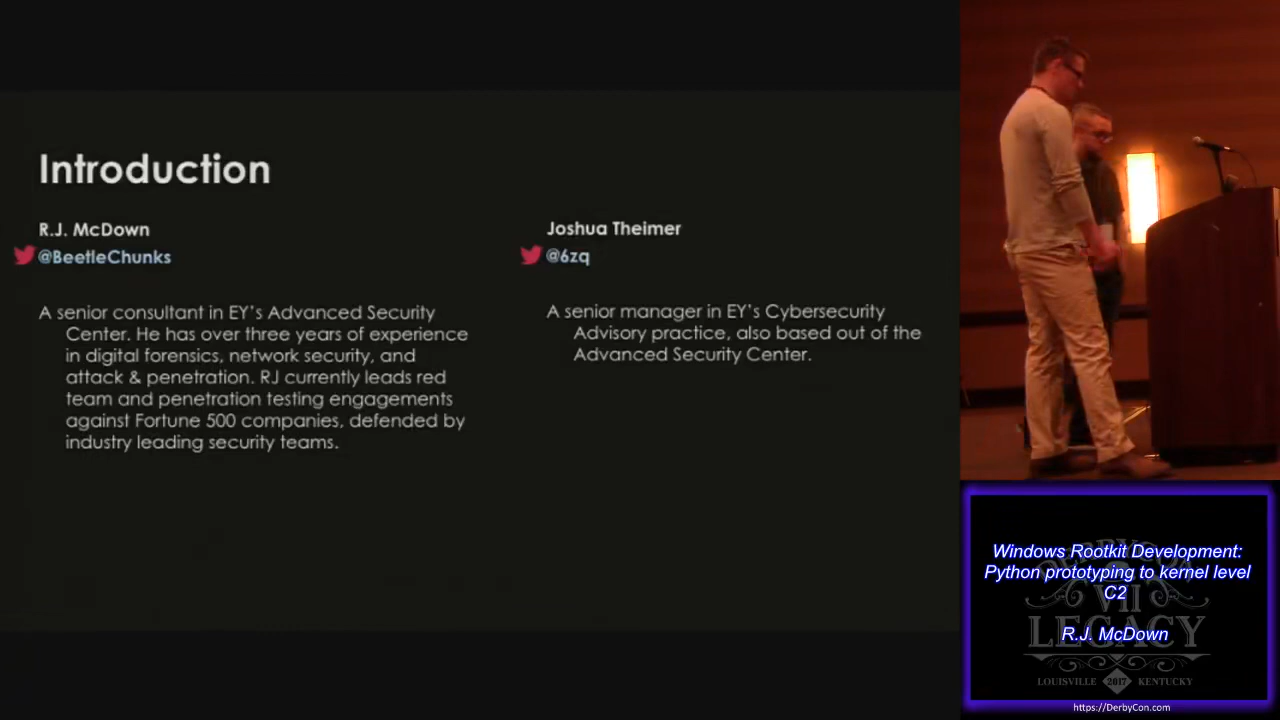 Introduction
R.J. McDown
@BeetleChunks
A senior consultant in EY's Advanced Security
Center. He has over three years of experience
in digital forensics, network security, and
attack & penetration. RJ currently leads red
team and penetration testing engagements
against Fortune 500 companies, defended by
industry leading security teams.
Joshua Theimer
@6zq
A senior manager in EY's Cybersecurity
Advisory practice, also based out of the
Advanced Security Center.
Windows Rootkit Development:
Python prototyping to kernel level
C2
R.J. McDown
DERBYCON
VII
LEGACY
LOUISVILLE 2017 KENTUCKY
https://DerbyCon.com